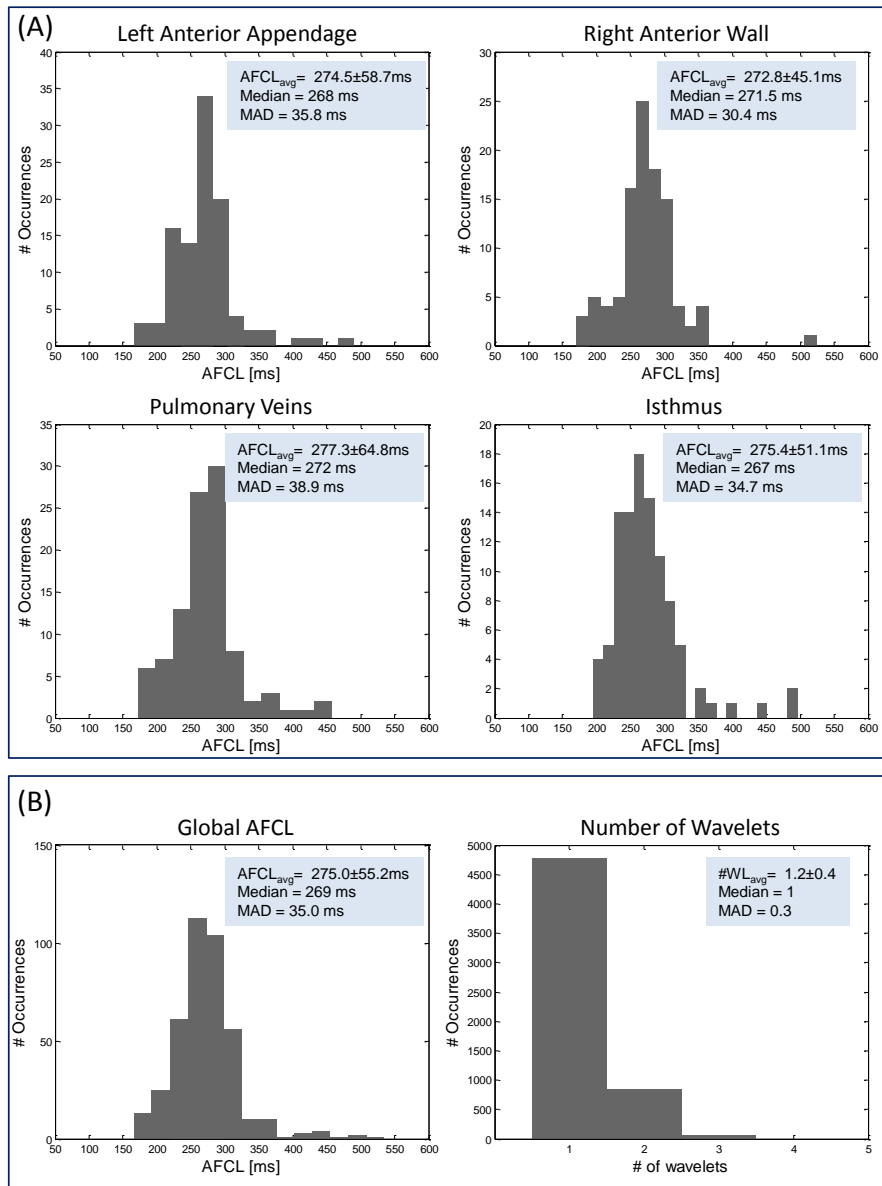 (A)
Left Anterior Appendage
AFCLavg= 274.5±58.7ms
Median = 268 ms
MAD = 35.8 ms
# Occurrences
40
35
30
25
20
15
10
5
0
50 100 150 200 250 300 350 400 450 500 550 600
AFCL [ms]
Right Anterior Wall
AFCLavg= 272.8±45.1ms
Median = 271.5 ms
MAD = 30.4 ms
# Occurrences
30
25
20
15
10
5
0
50 100 150 200 250 300 350 400 450 500 550 600
AFCL [ms]
Pulmonary Veins
AFCLavg= 277.3±64.8ms
Median = 272 ms
MAD = 38.9 ms
# Occurrences
35
30
25
20
15
10
5
0
50 100 150 200 250 300 350 400 450 500 550 600
AFCL [ms]
Isthmus
AFCLavg= 275.4±51.1ms
Median = 267 ms
MAD = 34.7 ms
# Occurrences
20
18
16
14
12
10
8
6
4
2
0
50 100 150 200 250 300 350 400 450 500 550 600
AFCL [ms]
(B)
Global AFCL
AFCLavg= 275.0±55.2ms
Median = 269 ms
MAD = 35.0 ms
# Occurrences
150
100
50
0
50 100 150 200 250 300 350 400 450 500 550 600
AFCL [ms]
Number of Wavelets
#WLavg= 1.2±0.4
Median = 1
MAD = 0.3
# Occurrences
5000
4500
4000
3500
3000
2500
2000
1500
1000
500
0
1 2 3 4 5
# of wavelets